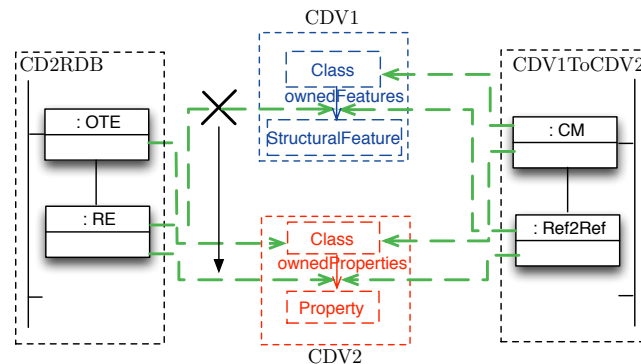 CDV1
CD2RDB
CDV1ToCDV2
Class
ownedFeatures
: OTE
: CM
StructuralFeature
: RE
: Ref2Ref
Class
ownedProperties
Property
CDV2